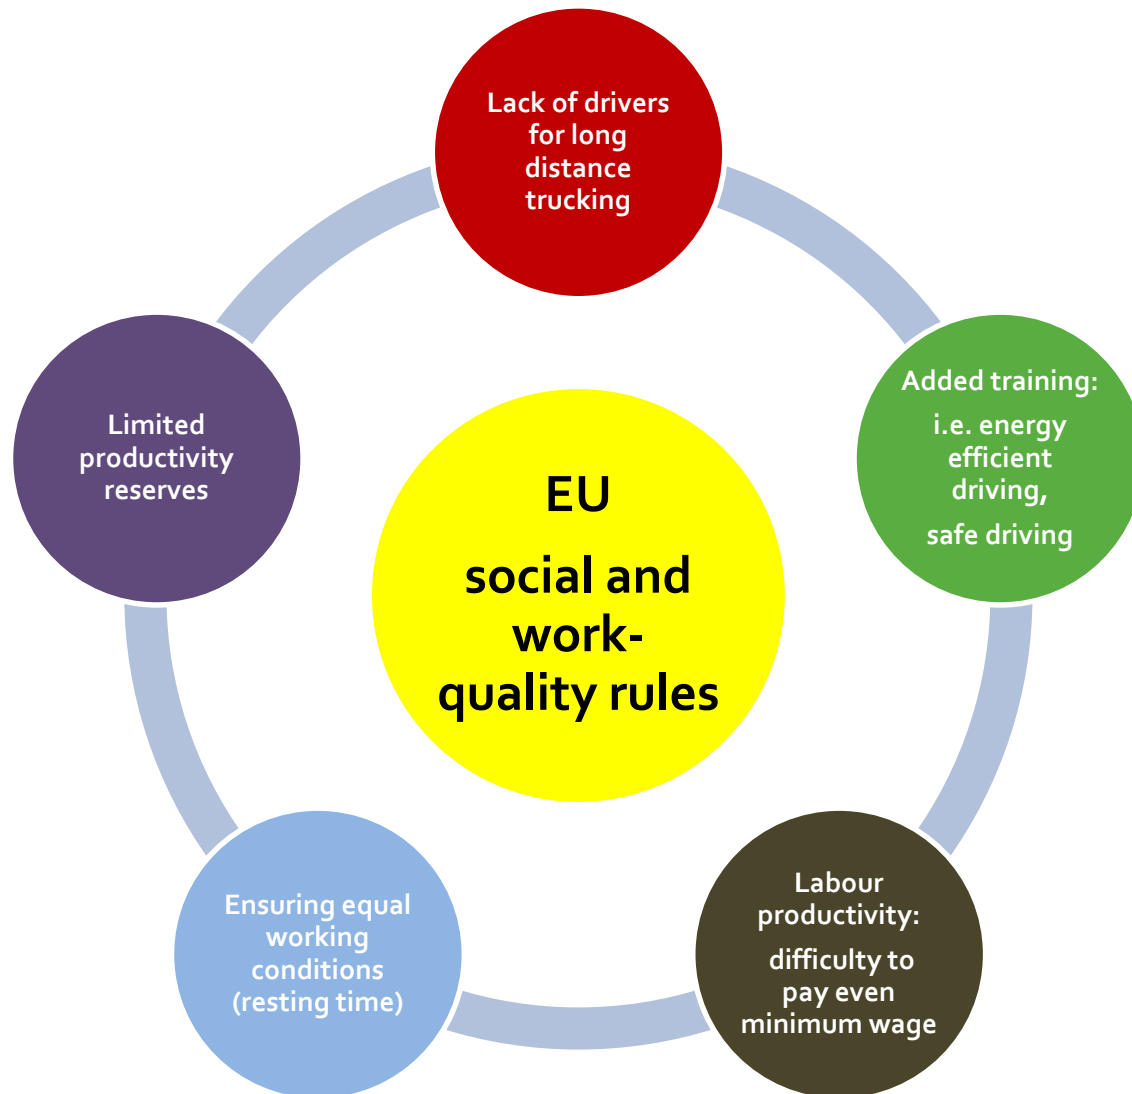 Lack of drivers
for long
distance
trucking
Added training:
i.e. energy
efficient
driving,
safe driving
Limited
productivity
reserves
EU
social and
work-
quality rules
Ensuring equal
working
conditions
(resting time)
Labour
productivity:
difficulty to
pay even
minimum wage